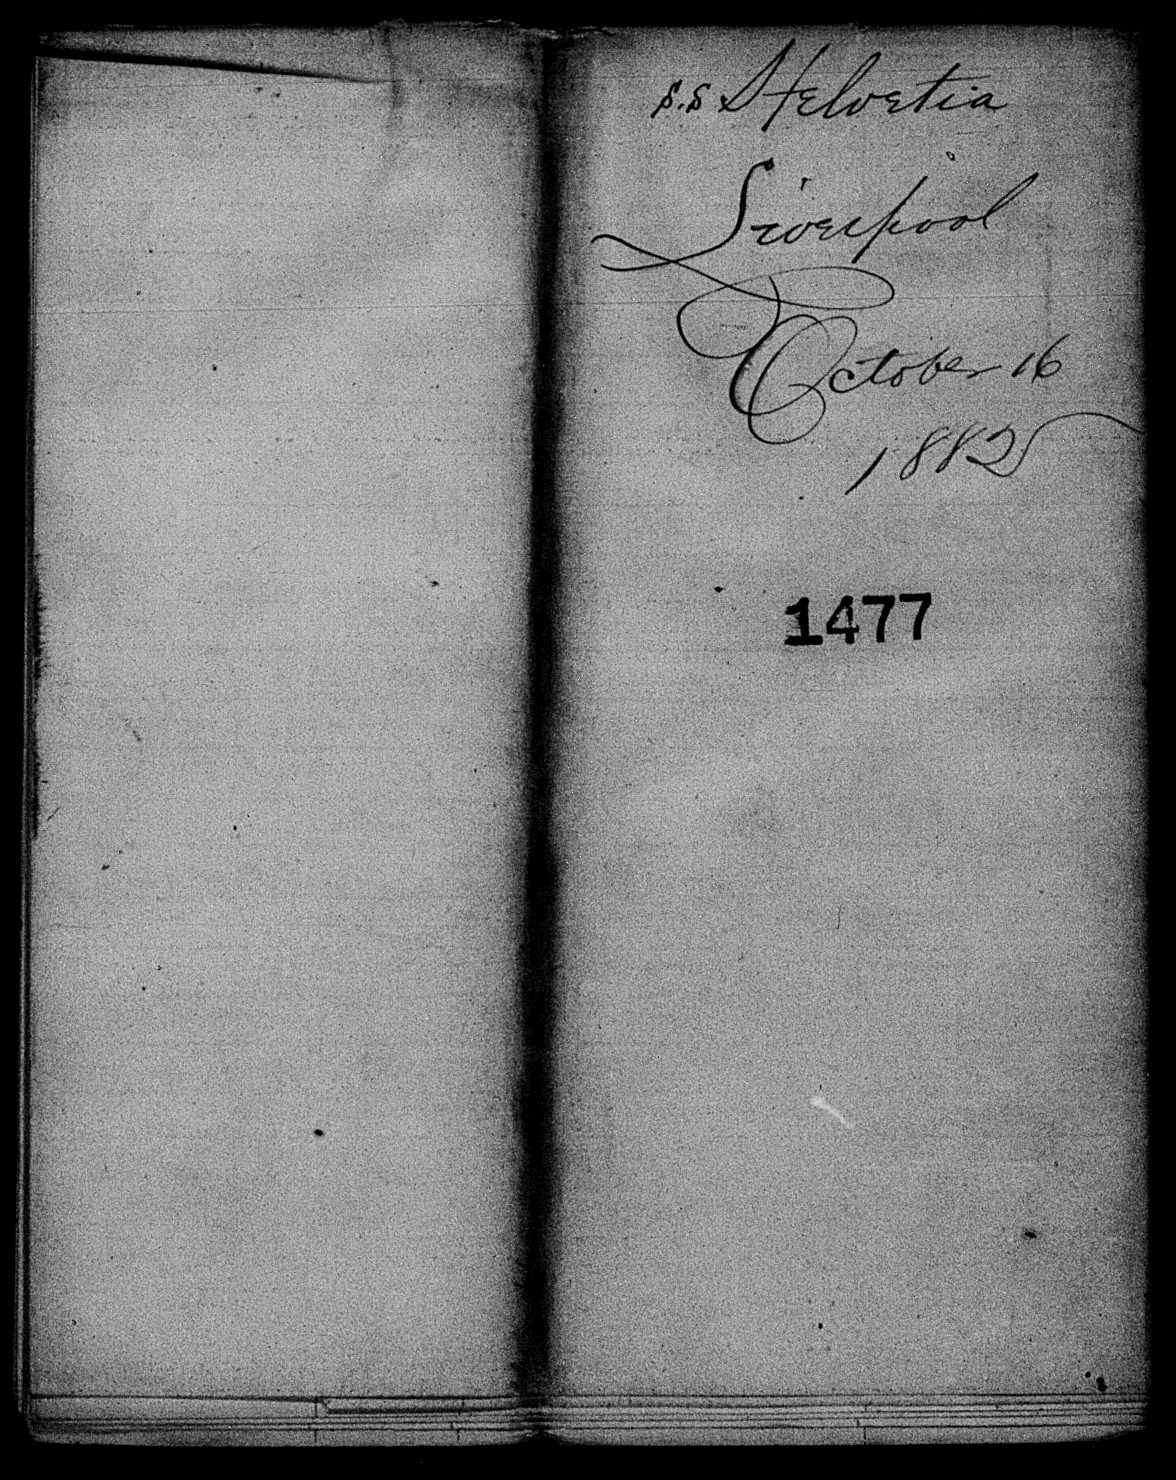 S.S Helvetia
Liverpool
October 16
1882
1477